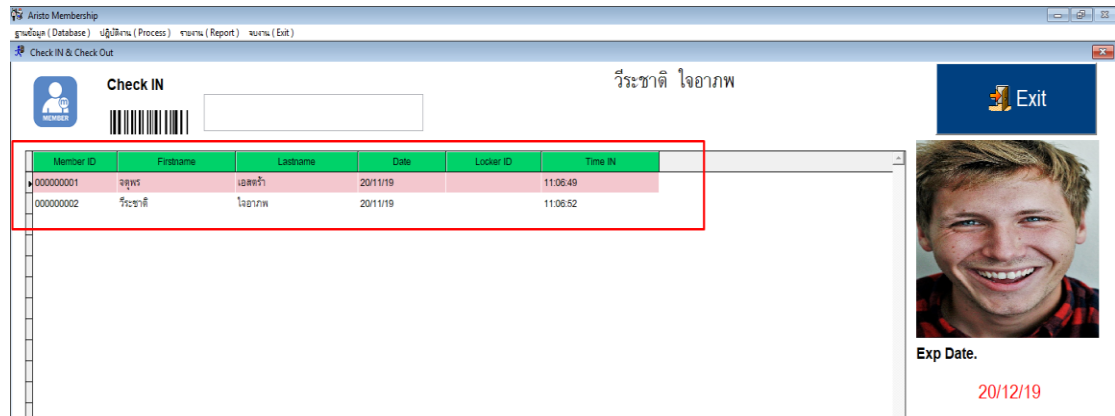 Aristo Membership
ฐานข้อมูล ( Database ) ปฏิบัติงาน ( Process ) รายงาน ( Report ) จบงาน ( Exit )
Check IN & Check Out
MEMBER
Check IN
วีระชาติ ใจอาภพ
Exit
Member ID Firstname Lastname Date Locker ID Time IN
000000001 จตุพร เอสตร้า 20/11/19 11:06:49
000000002 วีระชาติ ใจอาภพ 20/11/19 11:06:52
Exp Date.
20/12/19